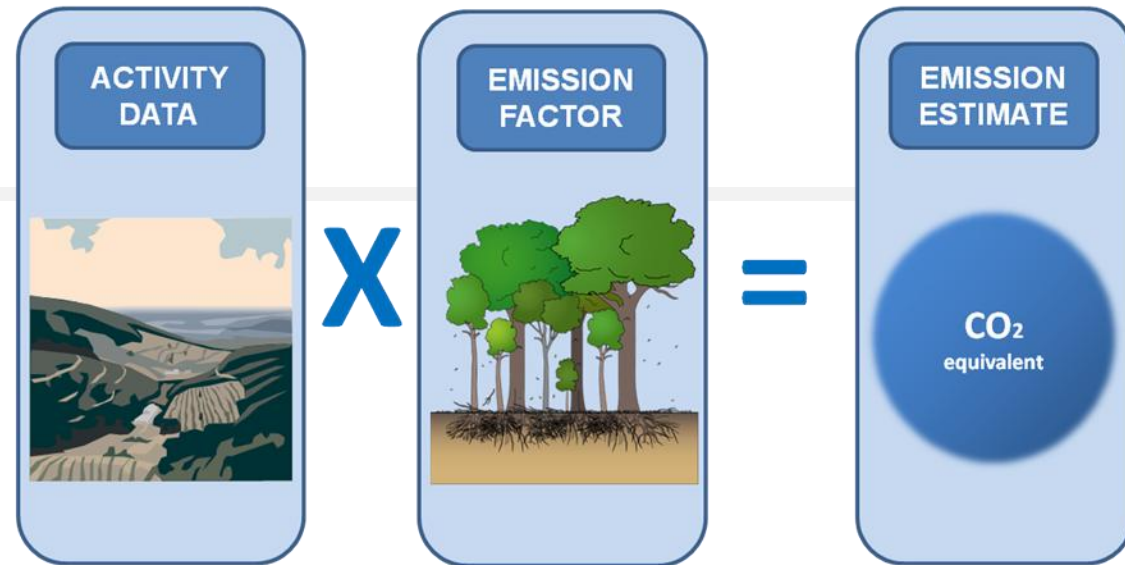 ACTIVITY
DATA
X
EMISSION
FACTOR
=
EMISSION
ESTIMATE
CO₂
equivalent